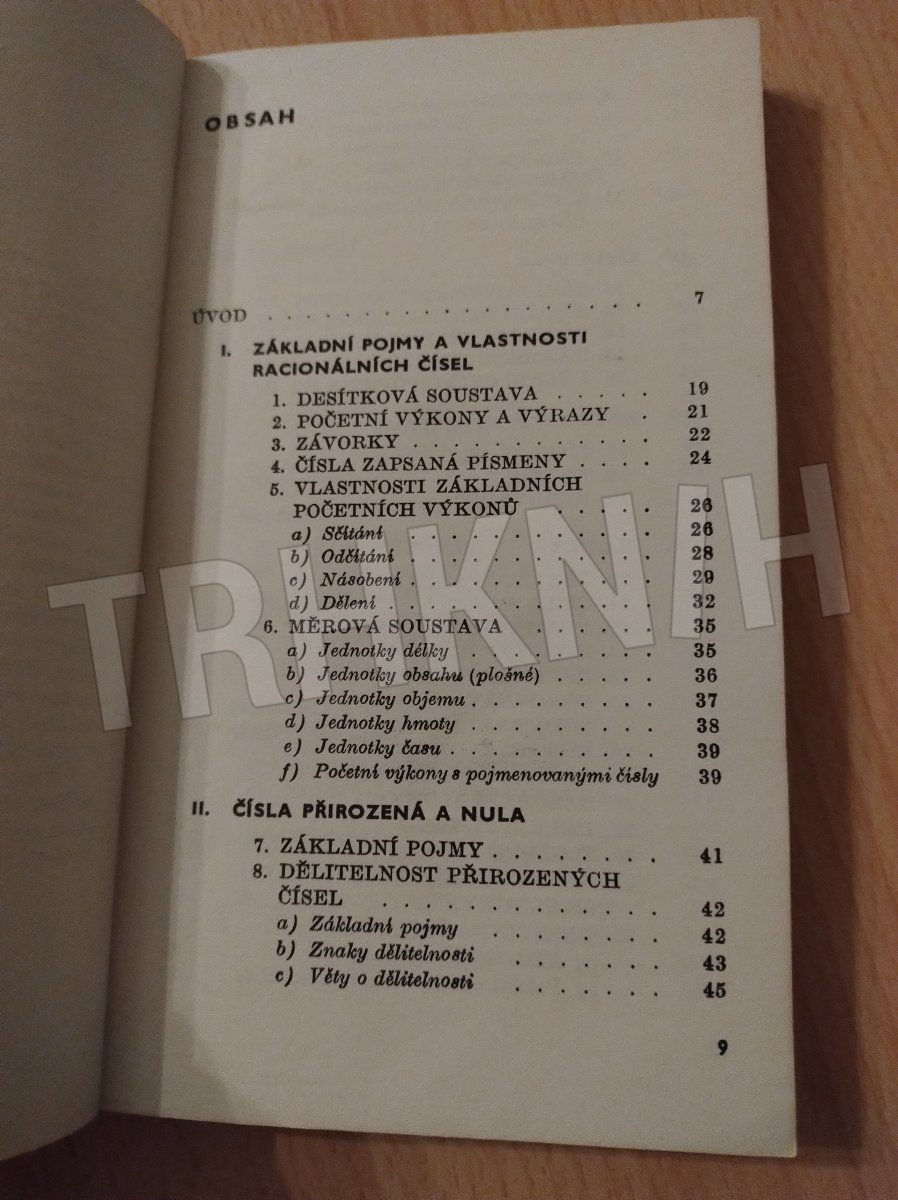 OBSAH
ÚVOD . . . . . . . . . . . . . . . . . . . 7
I. ZÁKLADNÍ POJMY A VLASTNOSTI
RACIONÁLNÍCH ČÍSEL
1. DESÍTKOVÁ SOUSTAVA . . . . . 19
2. POČETNÍ VÝKONY A VÝRAZY . 21
3. ZÁVORKY . . . . . . . . . . . . 22
4. ČÍSLA ZAPSANÁ PÍSMENY . . . . 24
5. VLASTNOSTI ZÁKLADNÍCH
POČETNÍCH VÝKONŮ . . . . . 26
a) Sčítání . . . . . . . . . . . . 26
b) Odčítání . . . . . . . . . . . . 28
c) Násobení . . . . . . . . . . . 29
d) Dělení . . . . . . . . . . . . 32
6. MĚROVÁ SOUSTAVA . . . . . . 35
a) Jednotky délky . . . . . . . . . 35
b) Jednotky obsahu (plošné) . . . . . 36
c) Jednotky objemu . . . . . . . . 37
d) Jednotky hmoty . . . . . . . . 38
e) Jednotky času . . . . . . . . . 39
f) Početní výkony s pojmenovanými čísly 39
II. ČÍSLA PŘIROZENÁ A NULA
7. ZÁKLADNÍ POJMY . . . . . . . . 41
8. DĚLITELNOST PŘIROZENÝCH
ČÍSEL . . . . . . . . . . . . . 42
a) Základní pojmy . . . . . . . . 42
b) Znaky dělitelnosti . . . . . . . 43
c) Věty o dělitelnosti . . . . . . . 45
9
TRHKNIH